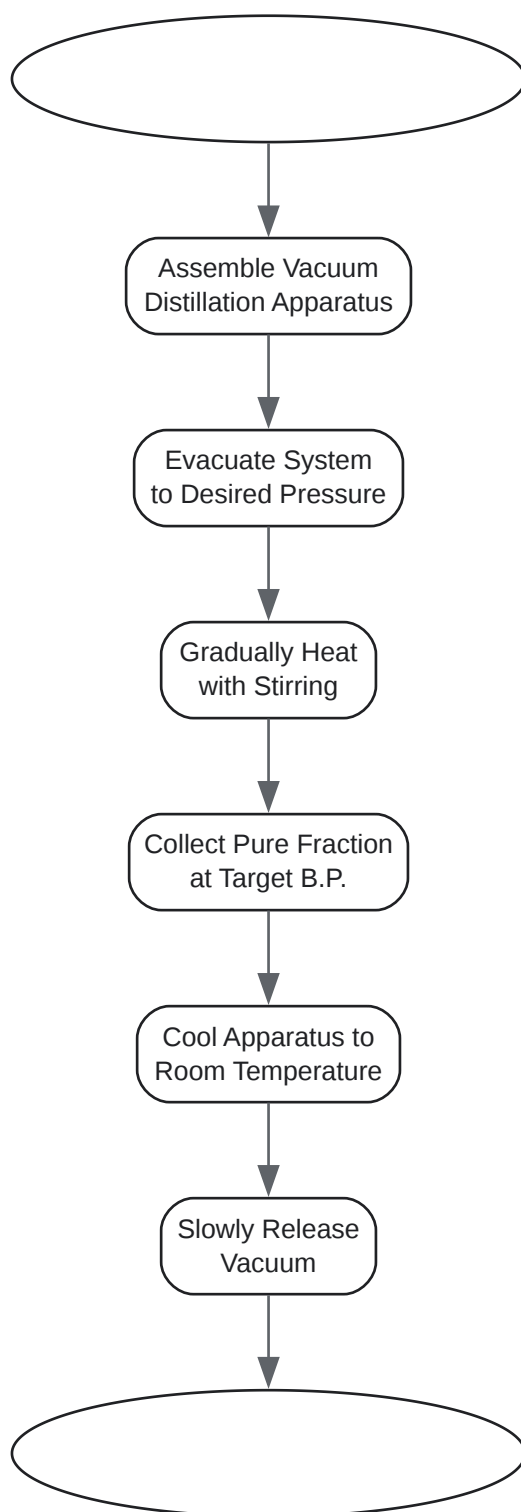 Assemble Vacuum
Distillation Apparatus
Evacuate System
to Desired Pressure
Gradually Heat
with Stirring
Collect Pure Fraction
at Target B.P.
Cool Apparatus to
Room Temperature
Slowly Release
Vacuum